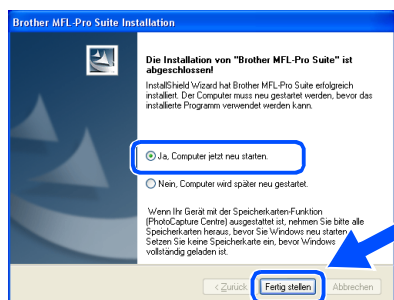 Brother MFL-Pro Suite Installation
Die Installation von "Brother MFL-Pro Suite" ist
abgeschlossen!
InstallShield Wizard hat Brother MFL-Pro Suite erfolgreich
installiert. Der Computer muss neu gestartet werden, bevor das
installierte Programm verwendet werden kann.
Ja, Computer jetzt neu starten.
Nein, Computer wird später neu gestartet.
Wenn Ihr Gerät mit der Speicherkarten-Funktion
(PhotoCapture Centre) ausgestattet ist, nehmen Sie bitte alle
Speicherkarten heraus, bevor Sie Windows neu starten.
Setzen Sie keine Speicherkarte ein, bevor Windows
vollständig geladen ist.
< Zurück Fertig stellen Abbrechen